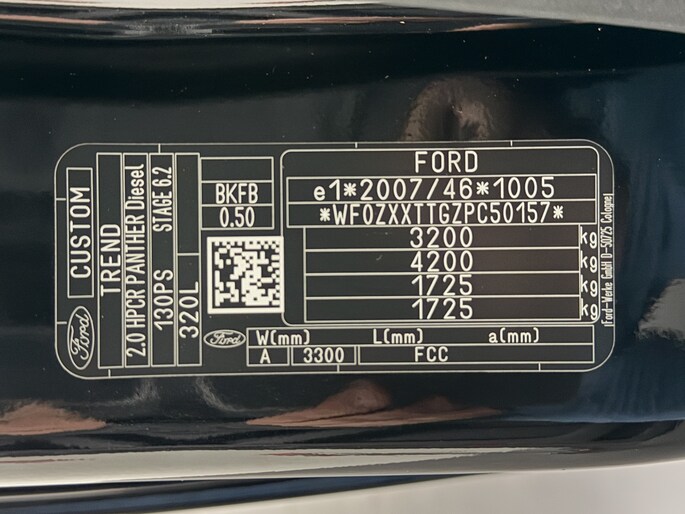 Ford
CUSTOM
TREND
2.0 HPCR PANTHER Diesel
130PS STAGE 6.2
320L
BKFB
0.50
FORD
e1*2007/46*1005
*WF0ZXXTTGZPC50157*
3200 kg
4200 kg
1725 kg
1725 kg
Ford-Werke GmbH D-50725 Cologne
Ford
W(mm) L(mm) a(mm)
A 3300 FCC